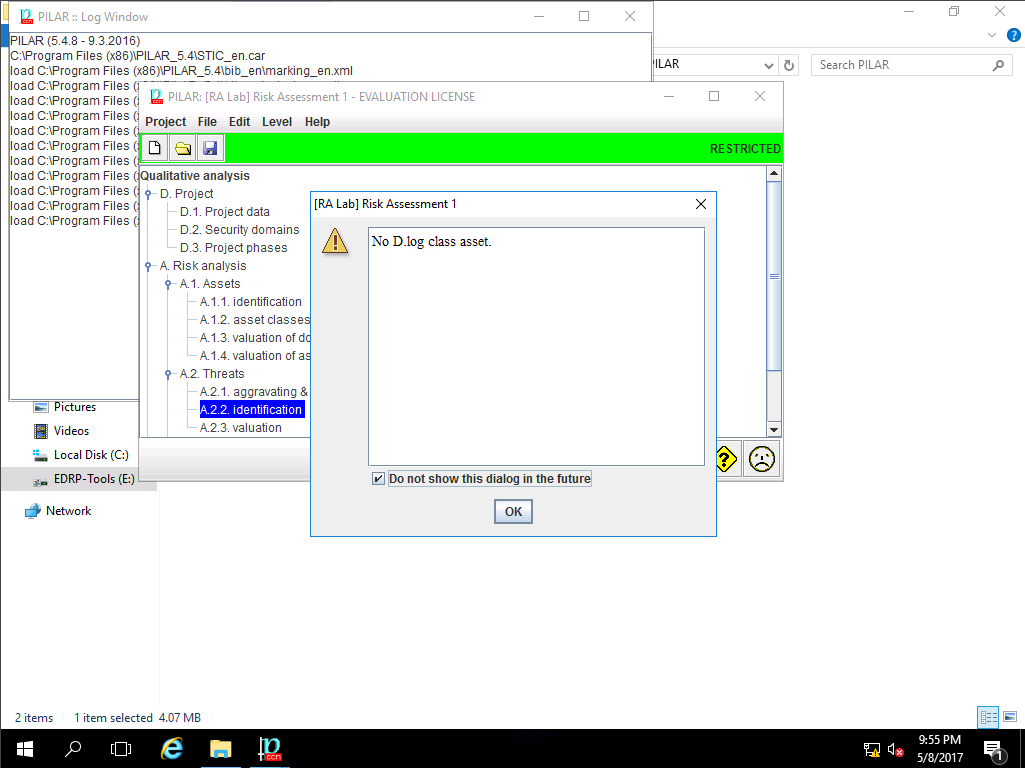 PILAR :: Log Window
PILAR (5.4.8 - 9.3.2016)
C:\Program Files (x86)\PILAR_5.4\STIC_en.car
load C:\Program Files (x86)\PILAR_5.4\bib_en\marking_en.xml
load C:\Program Files (
load C:\Program Files (
load C:\Program Files (
load C:\Program Files (
load C:\Program Files (
load C:\Program Files (
load C:\Program Files (
load C:\Program Files (
load C:\Program Files (
load C:\Program Files (
PILAR
Search PILAR
PILAR: [RA Lab] Risk Assessment 1 - EVALUATION LICENSE
Project File Edit Level Help
RESTRICTED
Qualitative analysis
D. Project
D.1. Project data
D.2. Security domains
D.3. Project phases
A. Risk analysis
A.1. Assets
A.1.1. identification
A.1.2. asset classes
A.1.3. valuation of do
A.1.4. valuation of as
A.2. Threats
A.2.1. aggravating &
A.2.2. identification
A.2.3. valuation
[RA Lab] Risk Assessment 1
No D.log class asset.
Do not show this dialog in the future
OK
Pictures
Videos
Local Disk (C:)
EDRP-Tools (E:)
Network
2 items 1 item selected 4.07 MB
9:55 PM
5/8/2017
1